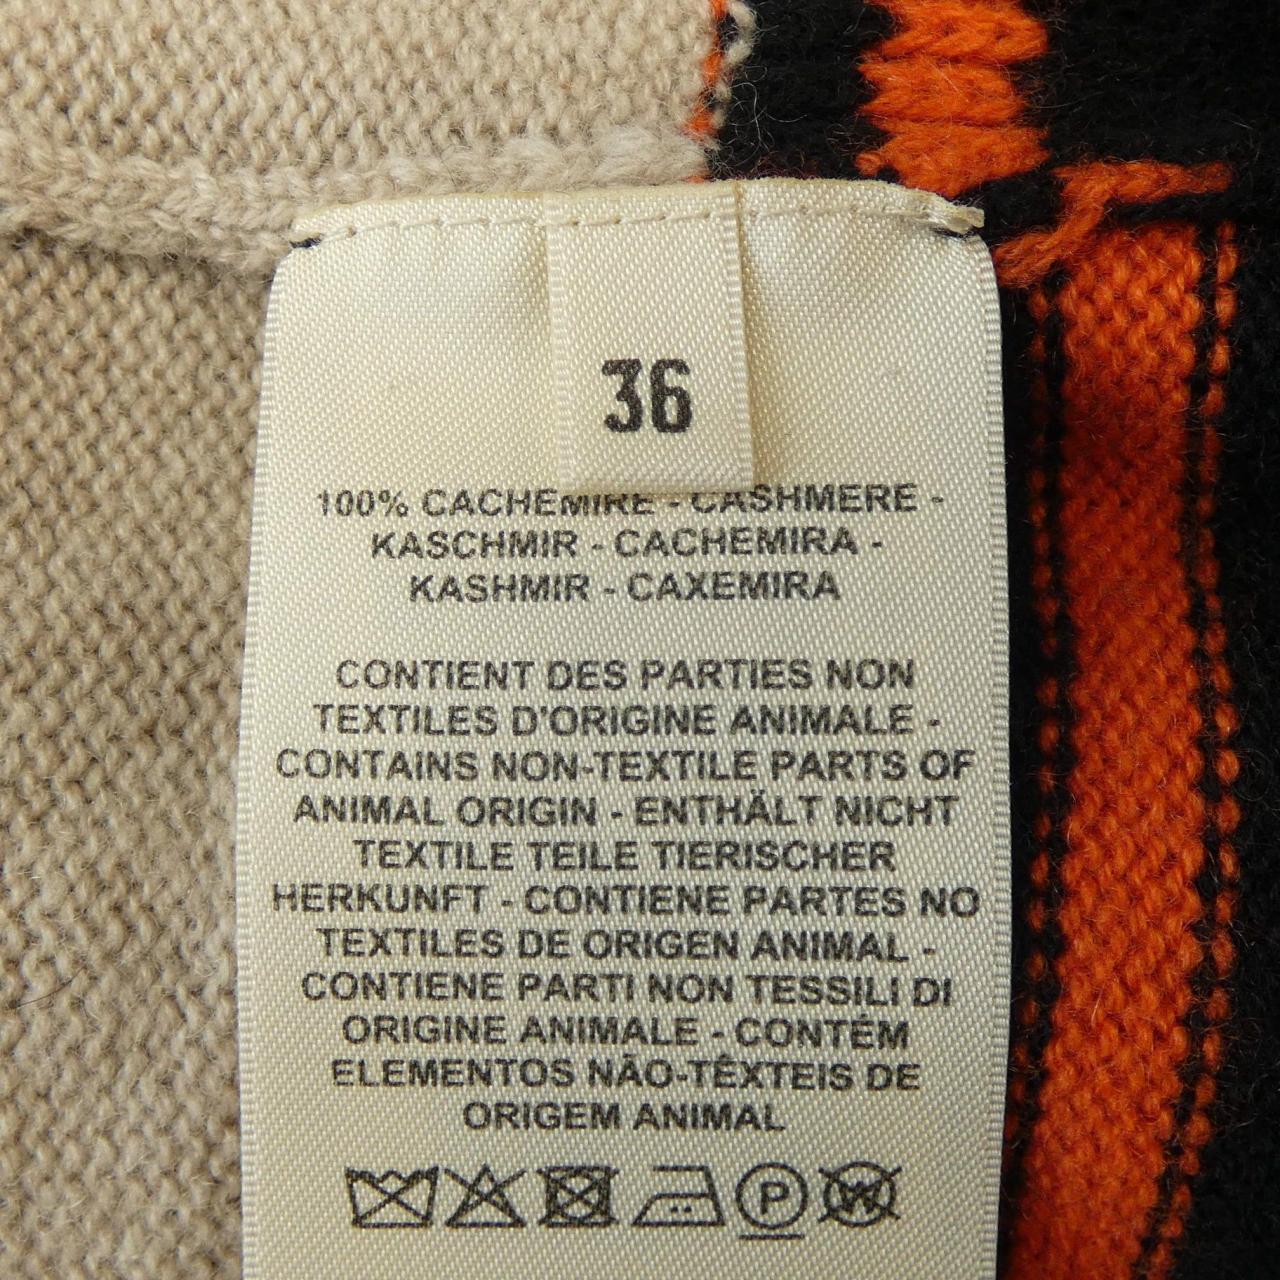 36
100% CACHEMIRE - CASHMERE -
KASCHMIR - CACHEMIRA -
KASHMIR - CAXEMIRA
CONTIENT DES PARTIES NON
TEXTILES D'ORIGINE ANIMALE -
CONTAINS NON-TEXTILE PARTS OF
ANIMAL ORIGIN - ENTHÄLT NICHT
TEXTILE TEILE TIERISCHER
HERKUNFT - CONTIENE PARTES NO
TEXTILES DE ORIGEN ANIMAL -
CONTIENE PARTI NON TESSILI DI
ORIGINE ANIMALE - CONTÉM
ELEMENTOS NÃO-TÊXTEIS DE
ORIGEM ANIMAL
P W